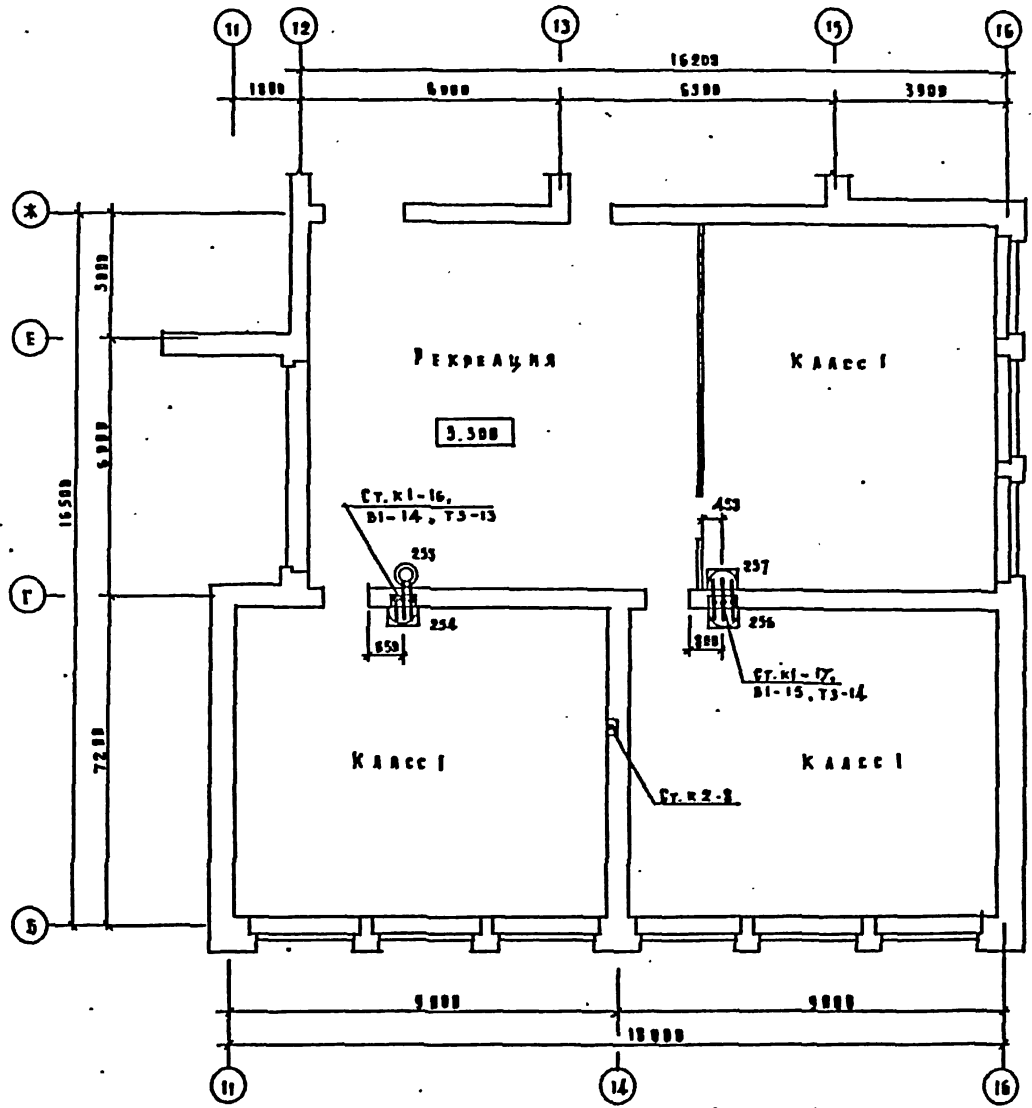 11
12
13
15
16
16200
1800
6000
6300
3900
Ж
3000
Е
Рекреация
Класс I
6000
3.300
16500
Ст. К1-16,
В1-14, Т3-13
450
253
257
Г
254
256
650
800
Ст. К1-17,
В1-15, Т3-14
7200
Класс I
Класс I
Ст. К2-8
Б
9000
9000
18000
11
14
16